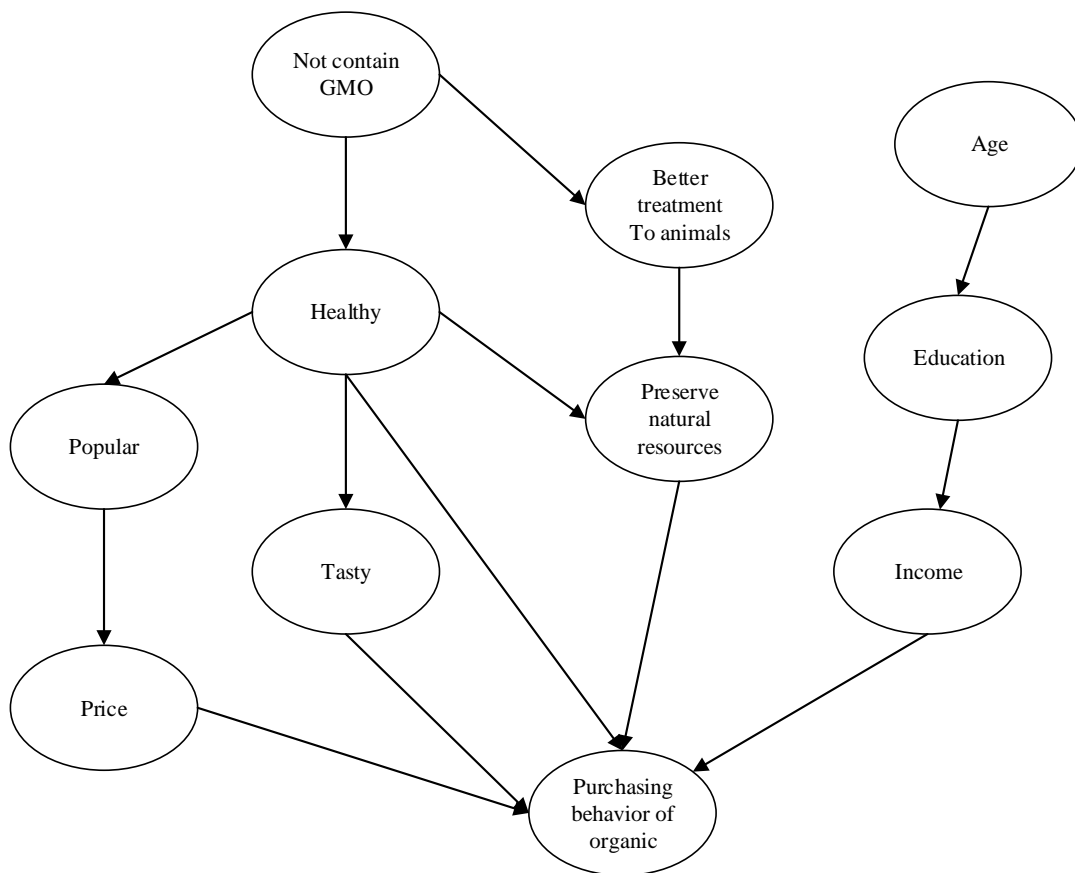 Not contain
GMO
Age
Better
treatment
To animals
Healthy
Education
Preserve
natural
resources
Popular
Tasty
Income
Price
Purchasing
behavior of
organic